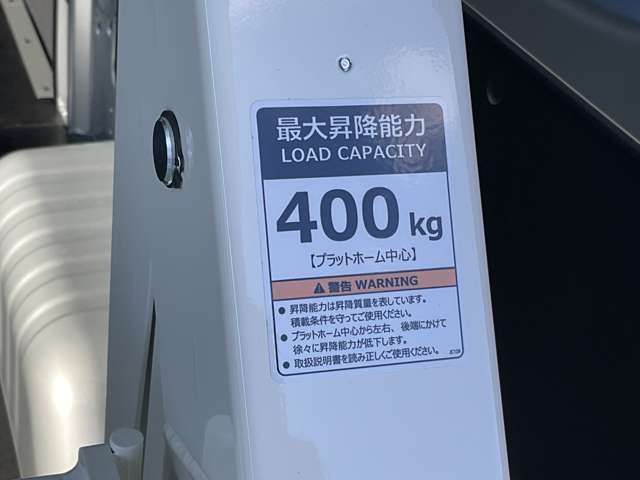 最大昇降能力
LOAD CAPACITY
400 kg
【プラットホーム中心】
警告 WARNING
● 昇降能力は昇降質量を表しています。
積載条件を守ってご使用ください。
● プラットホーム中心から左右、後端にかけて
徐々に昇降能力が低下します。
● 取扱説明書を読み正しくご使用ください。